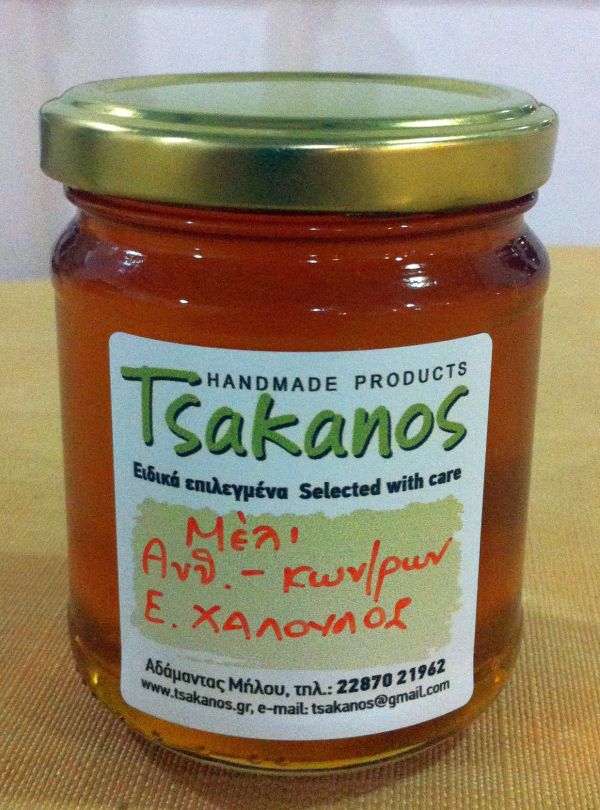 HANDMADE PRODUCTS
Tsakanos
Ειδικά επιλεγμένα Selected with care
Μέλι
Ανθ. - κων/ρων
Ε. ΧΑΛΟΥΛΟΣ
Αδάμαντας Μήλου, τηλ.: 22870 21962
www.tsakanos.gr, e-mail: tsakanos@gmail.com